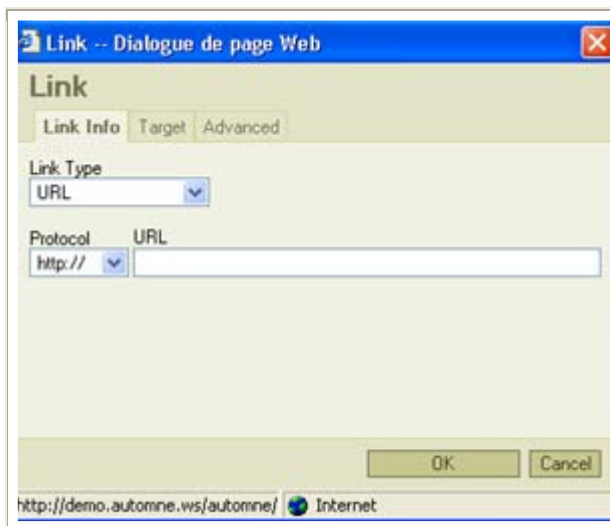 Link -- Dialogue de page Web
Link
Link Info Target Advanced
Link Type
URL
Protocol URL
http://
OK Cancel
http://demo.automne.ws/automne/ Internet